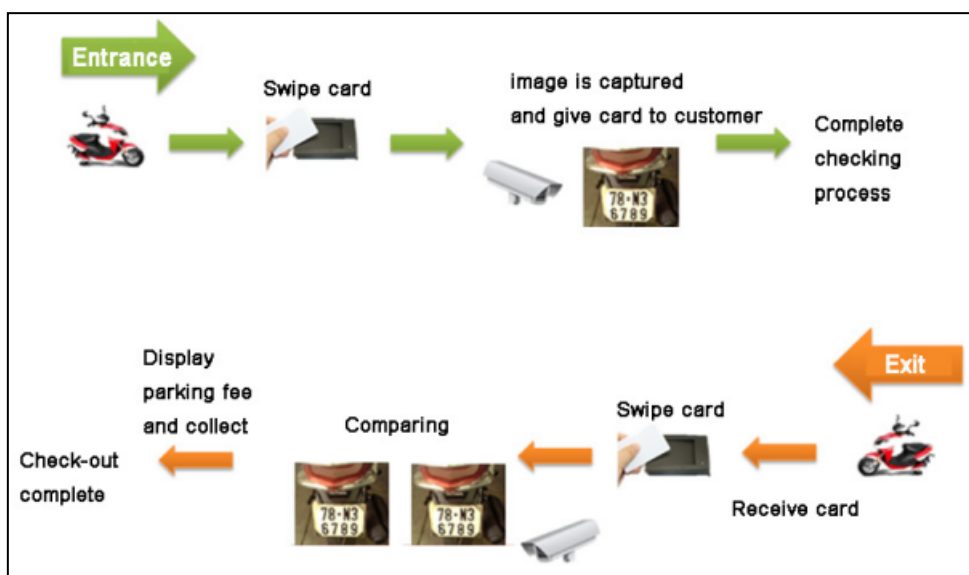 Entrance
Swipe card
image is captured
and give card to customer
78-N3
6789
Complete
checking
process
Exit
Swipe card
Receive card
Comparing
78-N3
6789
78-N3
6789
Display
parking fee
and collect
Check-out
complete